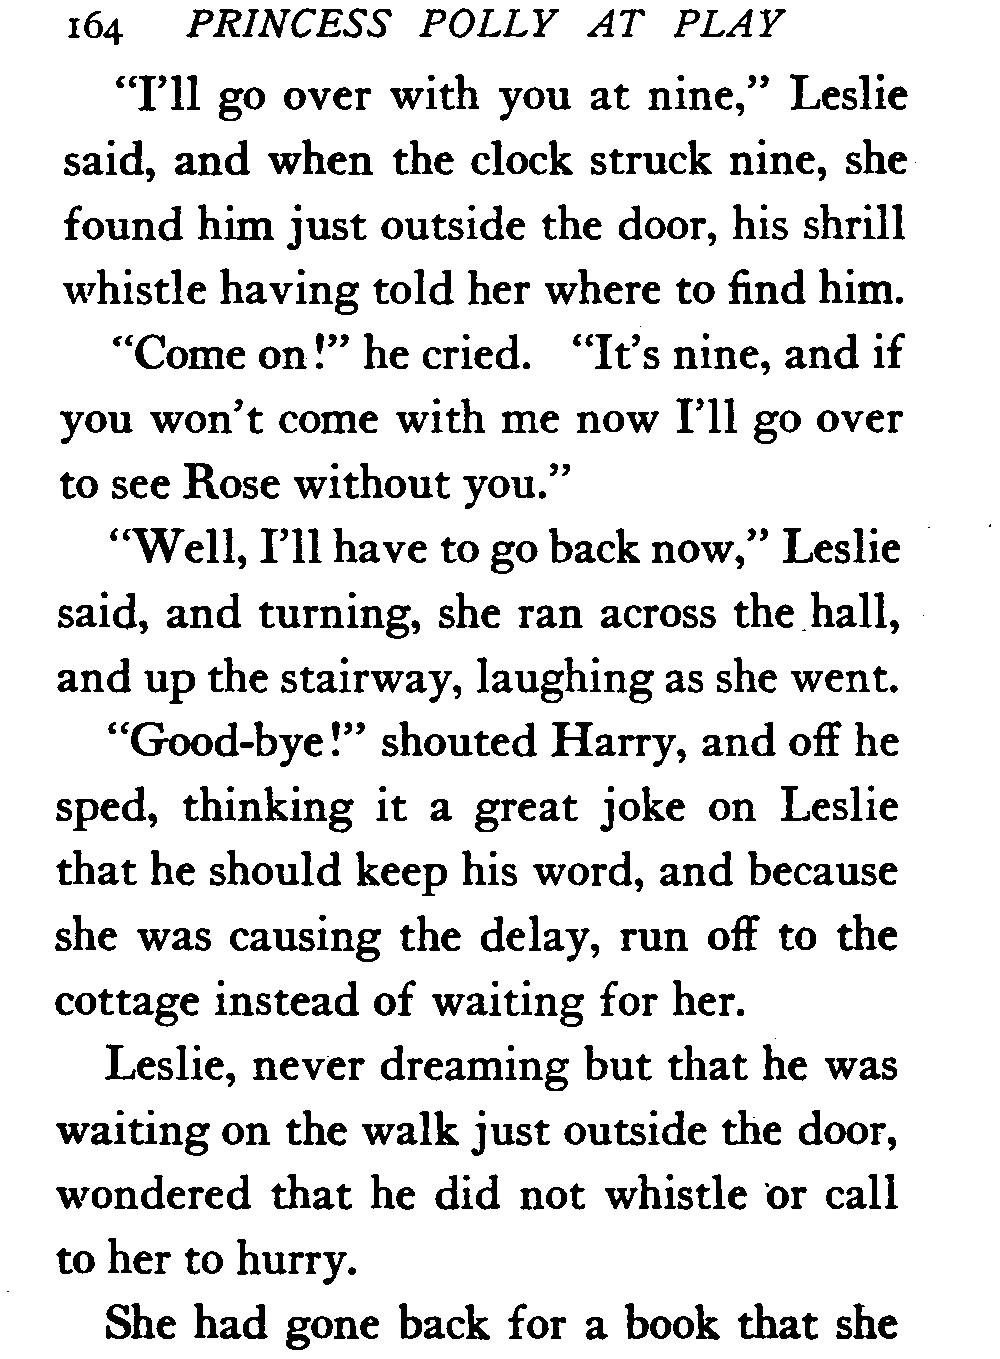 164 PRINCESS POLLY AT PLAY
“I’ll go over with you at nine,” Leslie
said, and when the clock struck nine, she
found him just outside the door, his shrill
whistle having told her where to find him.
“Come on!” he cried. “It’s nine, and if
you won’t come with me now I’ll go over
to see Rose without you.”
“Well, I’ll have to go back now,” Leslie
said, and turning, she ran across the hall,
and up the stairway, laughing as she went.
“Good-bye!” shouted Harry, and off he
sped, thinking it a great joke on Leslie
that he should keep his word, and because
she was causing the delay, run off to the
cottage instead of waiting for her.
Leslie, never dreaming but that he was
waiting on the walk just outside the door,
wondered that he did not whistle or call
to her to hurry.
She had gone back for a book that she